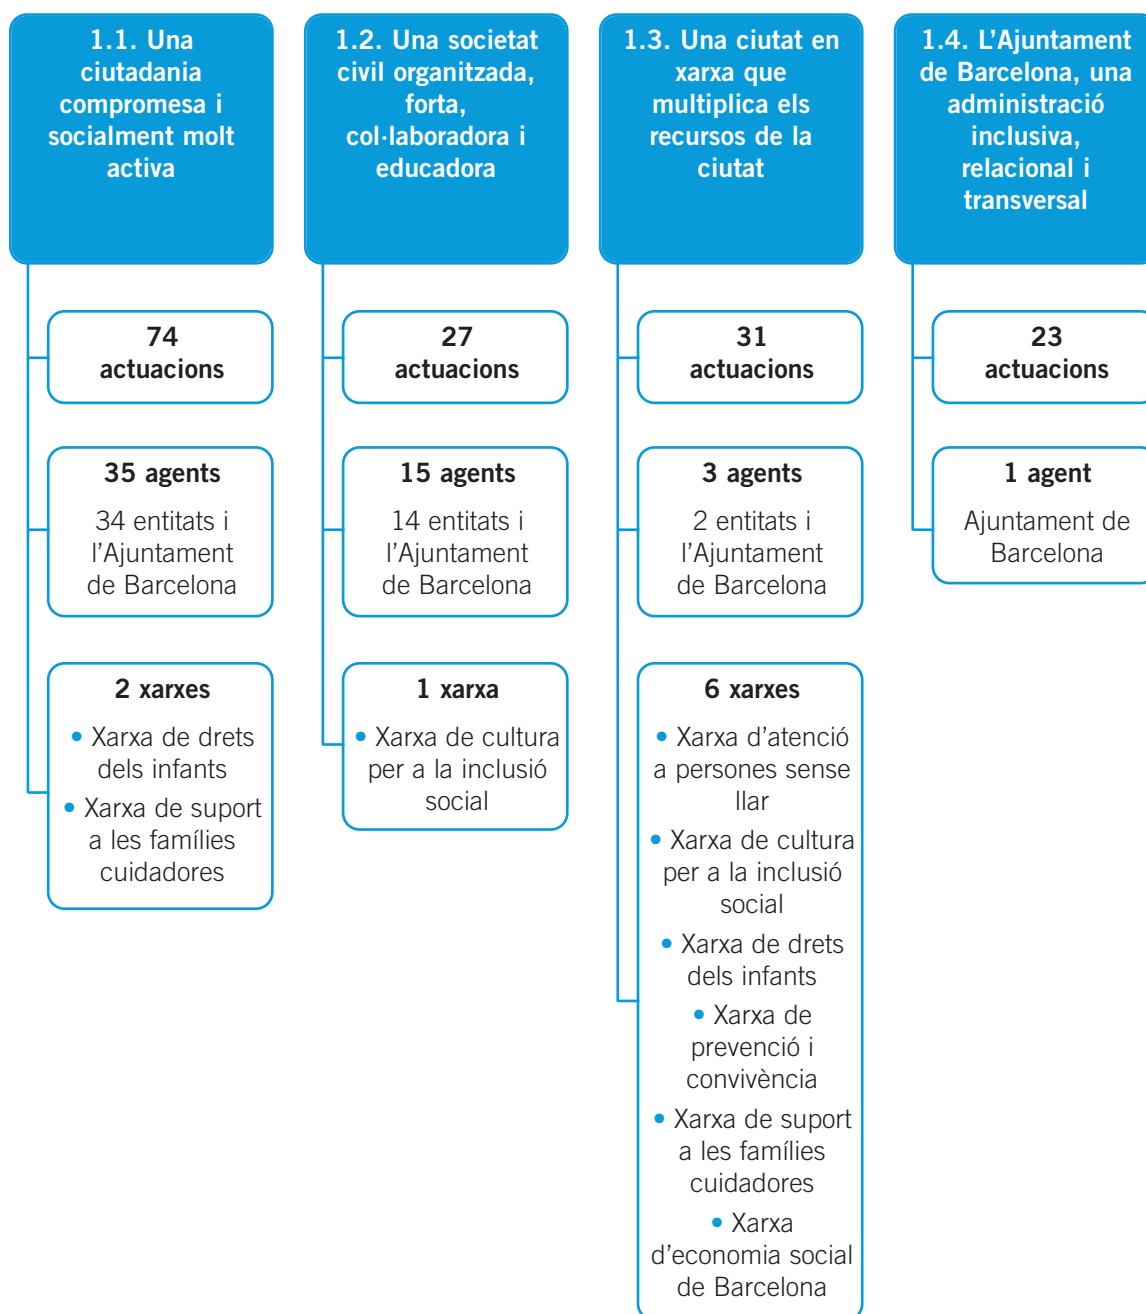 1.1. Una
ciutadania
compromesa i
socialment molt
activa
74
actuacions
35 agents
34 entitats i
l'Ajuntament
de Barcelona
2 xarxes
• Xarxa de drets
dels infants
• Xarxa de suport
a les famílies
cuidadores
1.2. Una societat
civil organitzada,
forta,
col·laboradora i
educadora
27
actuacions
15 agents
14 entitats i
l'Ajuntament
de Barcelona
1 xarxa
• Xarxa de cultura
per a la inclusió
social
1.3. Una ciutat en
xarxa que
multiplica els
recursos de la
ciutat
31
actuacions
3 agents
2 entitats i
l'Ajuntament
de Barcelona
6 xarxes
• Xarxa d'atenció
a persones sense
llar
• Xarxa de cultura
per a la inclusió
social
• Xarxa de drets
dels infants
• Xarxa de
prevenció i
convivència
• Xarxa de suport
a les famílies
cuidadores
• Xarxa
d'economia social
de Barcelona
1.4. L'Ajuntament
de Barcelona, una
administració
inclusiva,
relacional i
transversal
23
actuacions
1 agent
Ajuntament de
Barcelona